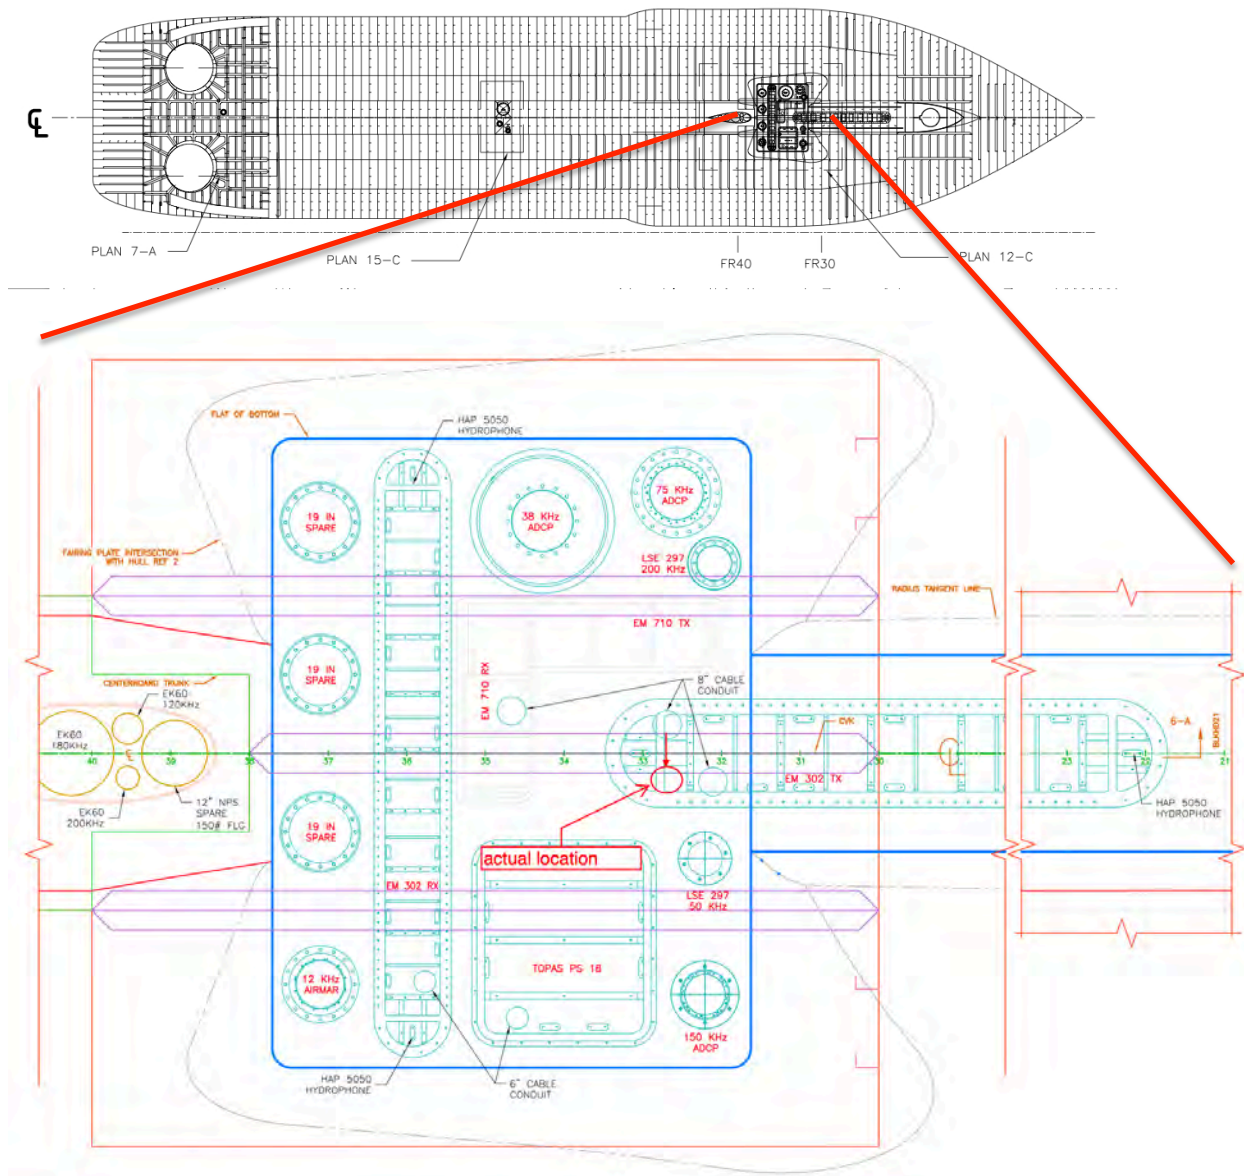 CL
PLAN 7-A
PLAN 15-C
FR40
FR30
PLAN 12-C
FLAT OF BOTTOM
HAP 5050
HYDROPHONE
19 IN
SPARE
38 KHz
ADCP
75 KHz
ADCP
FAIRING PLATE INTERSECTION
WITH HULL REF 2
LSE 297
200 KHz
RADIUS TANGENT LINE
EM 710 TX
CENTERBOARD TRUNK
EK60
120KHz
19 IN
SPARE
EM 710 RX
8" CABLE
CONDUIT
CVK
6-A
BLKHD21
EK60
180KHz
40
39
38
37
36
35
34
33
32
31
30
23
20
21
EM 302 TX
EK60
200KHz
12" NPS
SPARE
150# FLG
HAP 5050
HYDROPHONE
19 IN
SPARE
actual location
EM 302 RX
LSE 297
50 KHz
12 KHz
AIRMAR
TOPAS PS 18
150 KHz
ADCP
HAP 5050
HYDROPHONE
6" CABLE
CONDUIT